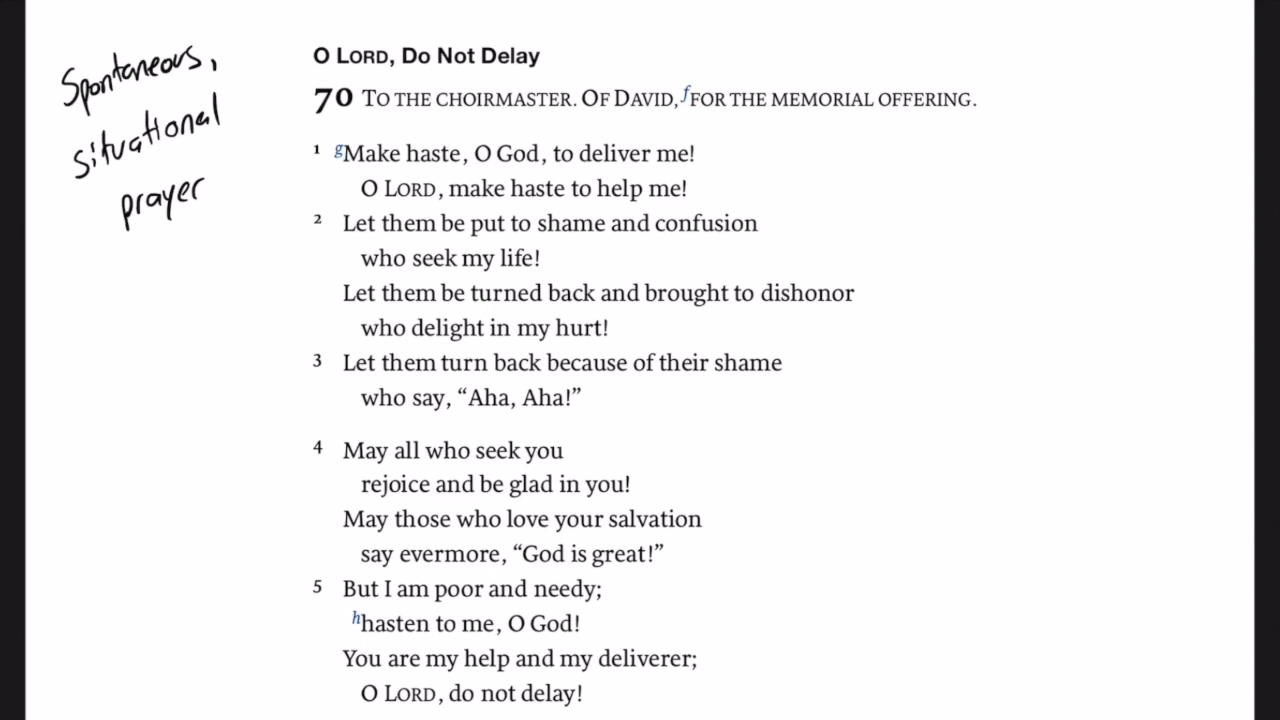 Spontaneous,
situational
prayer
O LORD, Do Not Delay
70 TO THE CHOIRMASTER. OF DAVID, f FOR THE MEMORIAL OFFERING.
1 g Make haste, O God, to deliver me!
O LORD, make haste to help me!
2 Let them be put to shame and confusion
who seek my life!
Let them be turned back and brought to dishonor
who delight in my hurt!
3 Let them turn back because of their shame
who say, “Aha, Aha!”
4 May all who seek you
rejoice and be glad in you!
May those who love your salvation
say evermore, “God is great!”
5 But I am poor and needy;
h hasten to me, O God!
You are my help and my deliverer;
O LORD, do not delay!